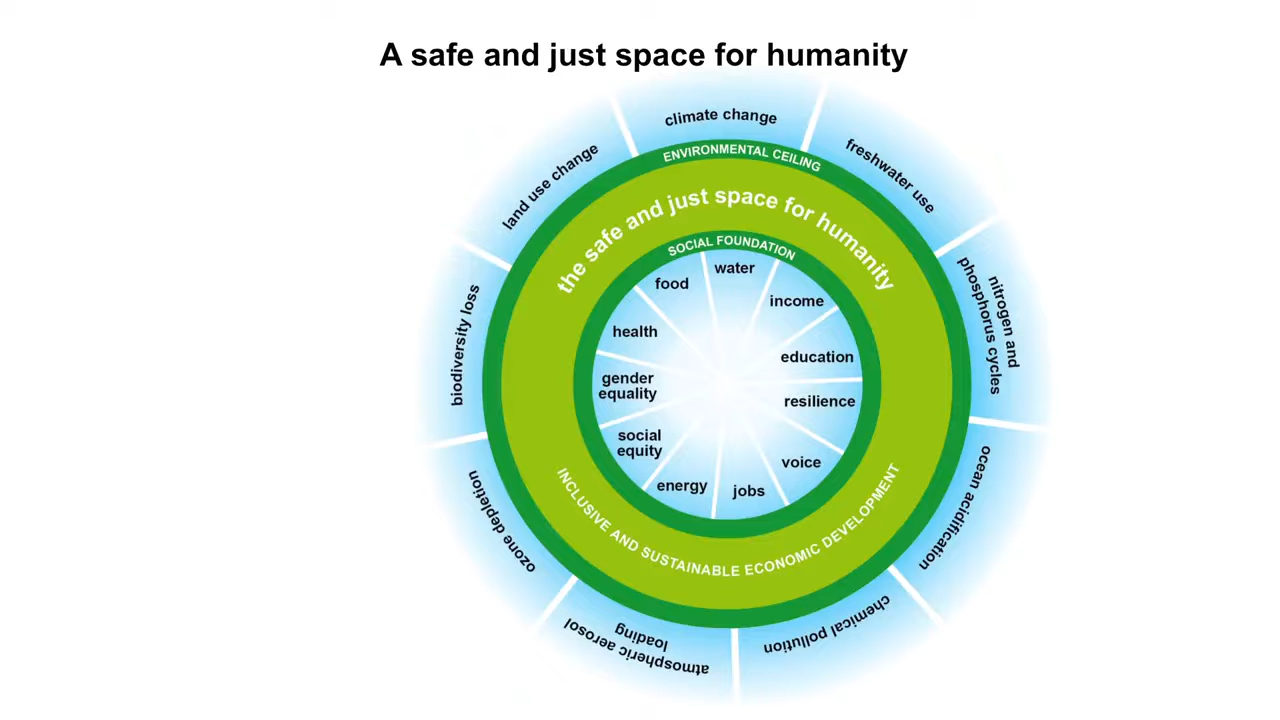 A safe and just space for humanity
climate change
freshwater use
nitrogen and
phosphorus cycles
ocean acidification
chemical pollution
atmospheric aerosol
loading
ozone depletion
biodiversity loss
land use change
ENVIRONMENTAL CEILING
the safe and just space for humanity
SOCIAL FOUNDATION
water
income
education
resilience
voice
jobs
energy
social
equity
gender
equality
health
food
INCLUSIVE AND SUSTAINABLE ECONOMIC DEVELOPMENT